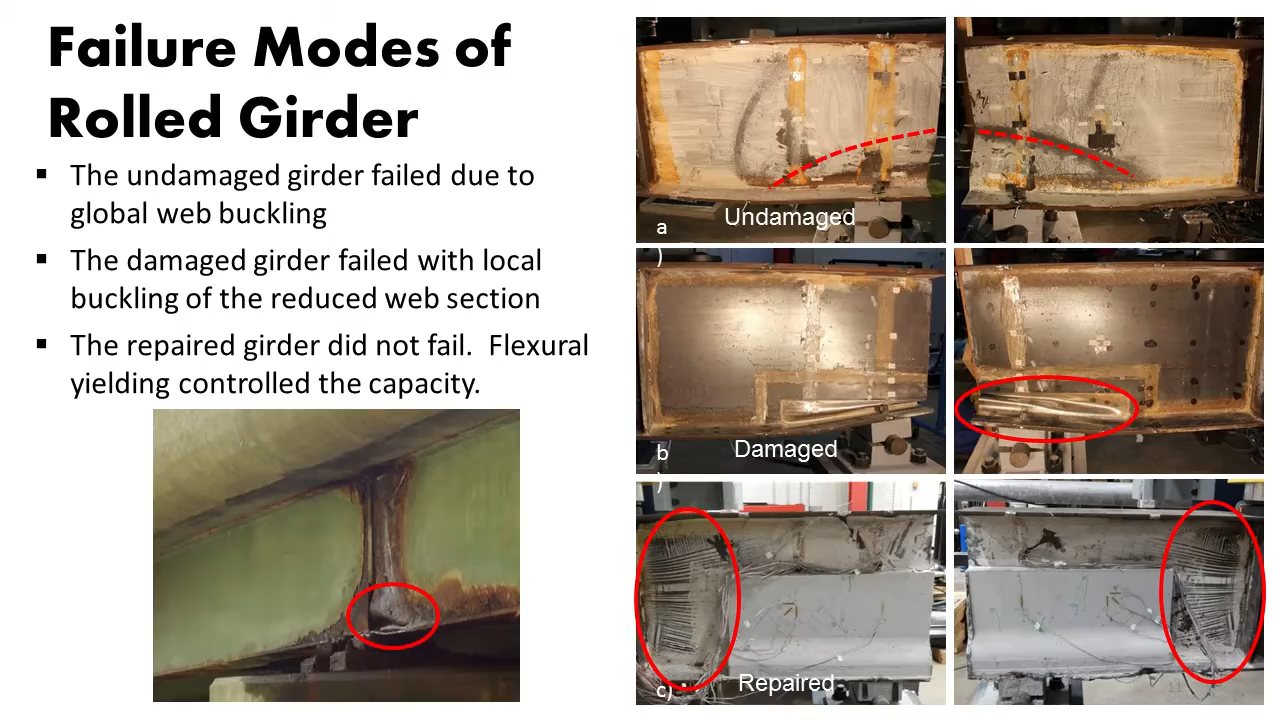 Failure Modes of
Rolled Girder
▪ The undamaged girder failed due to
global web buckling
▪ The damaged girder failed with local
buckling of the reduced web section
▪ The repaired girder did not fail.  Flexural
yielding controlled the capacity.
Undamaged
a
)
Damaged
b
)
Repaired
c)
11